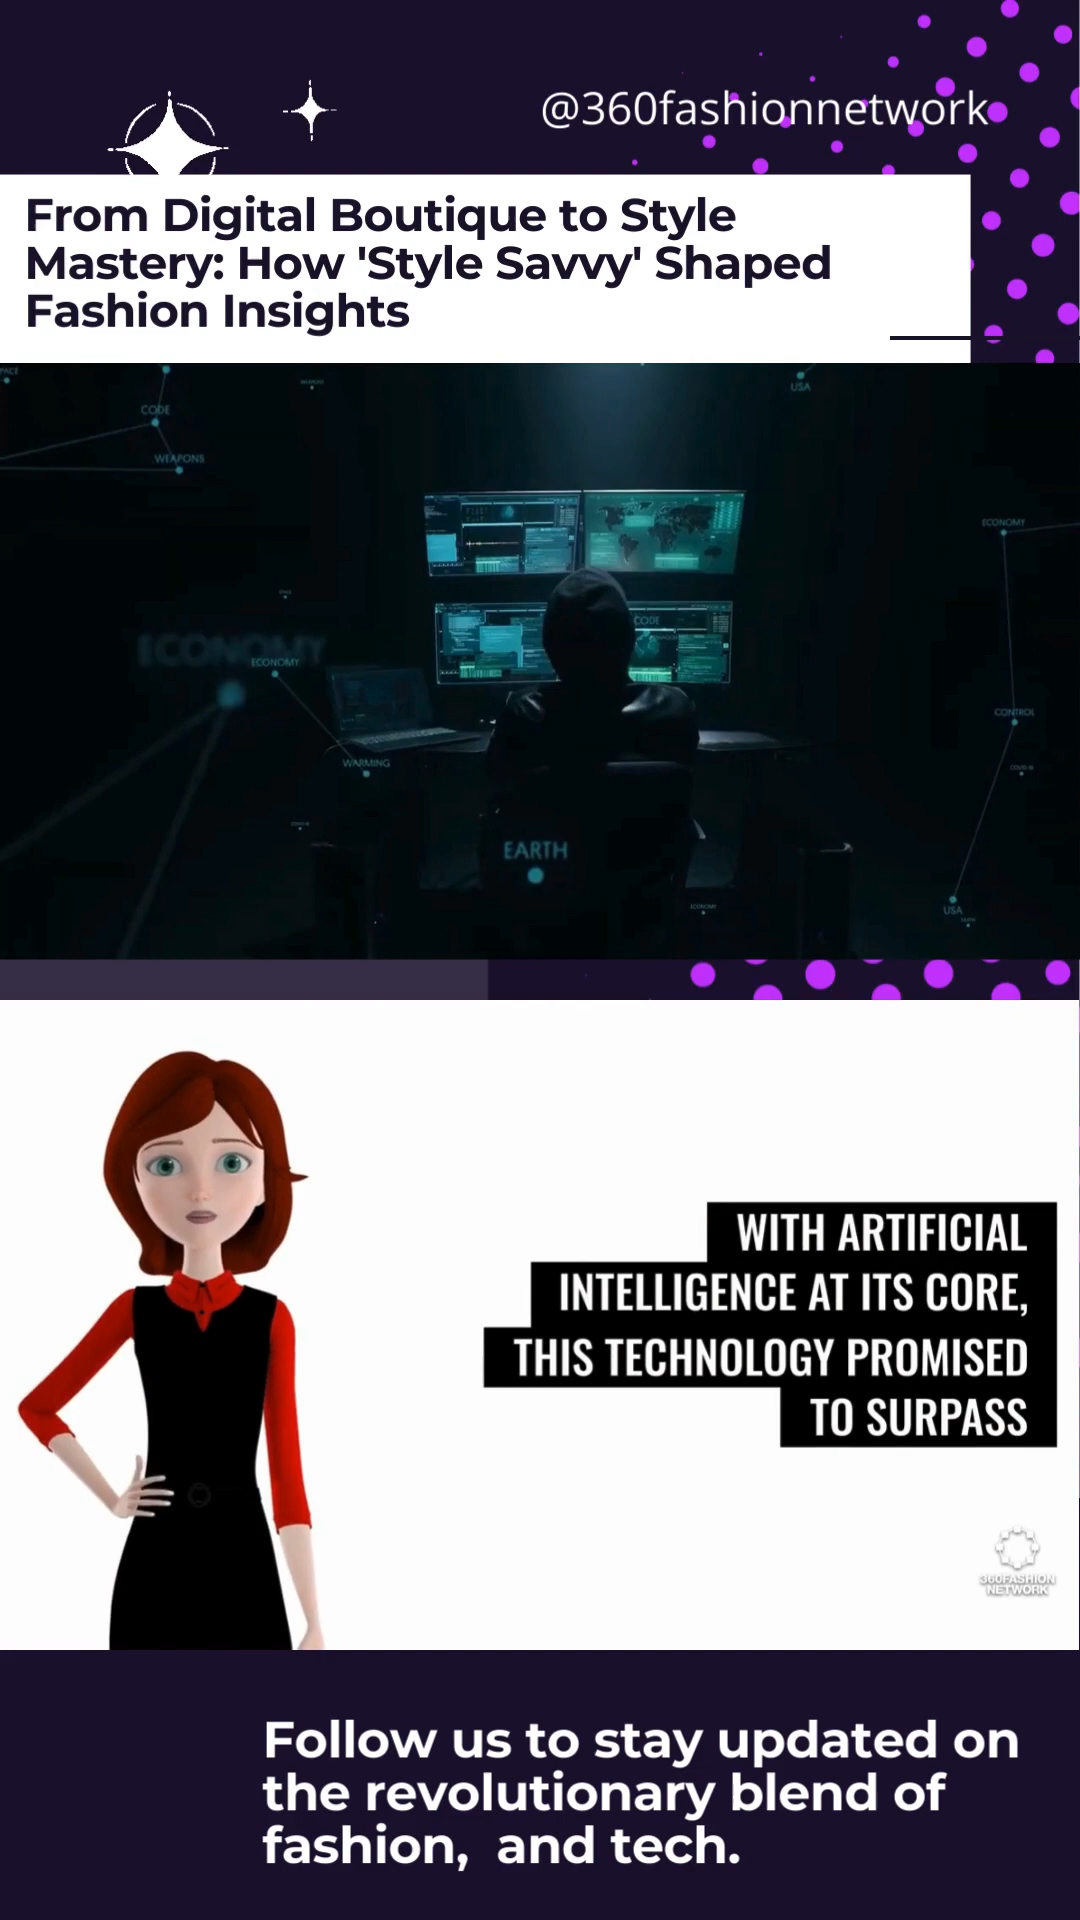 @360fashionnetwork
From Digital Boutique to Style
Mastery: How 'Style Savvy' Shaped
Fashion Insights
USA
CODE
WEAPONS
ECONOMY
CODE
ECONOMY
ECONOMY
CONTROL
WARMING
EARTH
ECONOMY
USA
WITH ARTIFICIAL
INTELLIGENCE AT ITS CORE,
THIS TECHNOLOGY PROMISED
TO SURPASS
360FASHION
NETWORK
Follow us to stay updated on
the revolutionary blend of
fashion,  and tech.